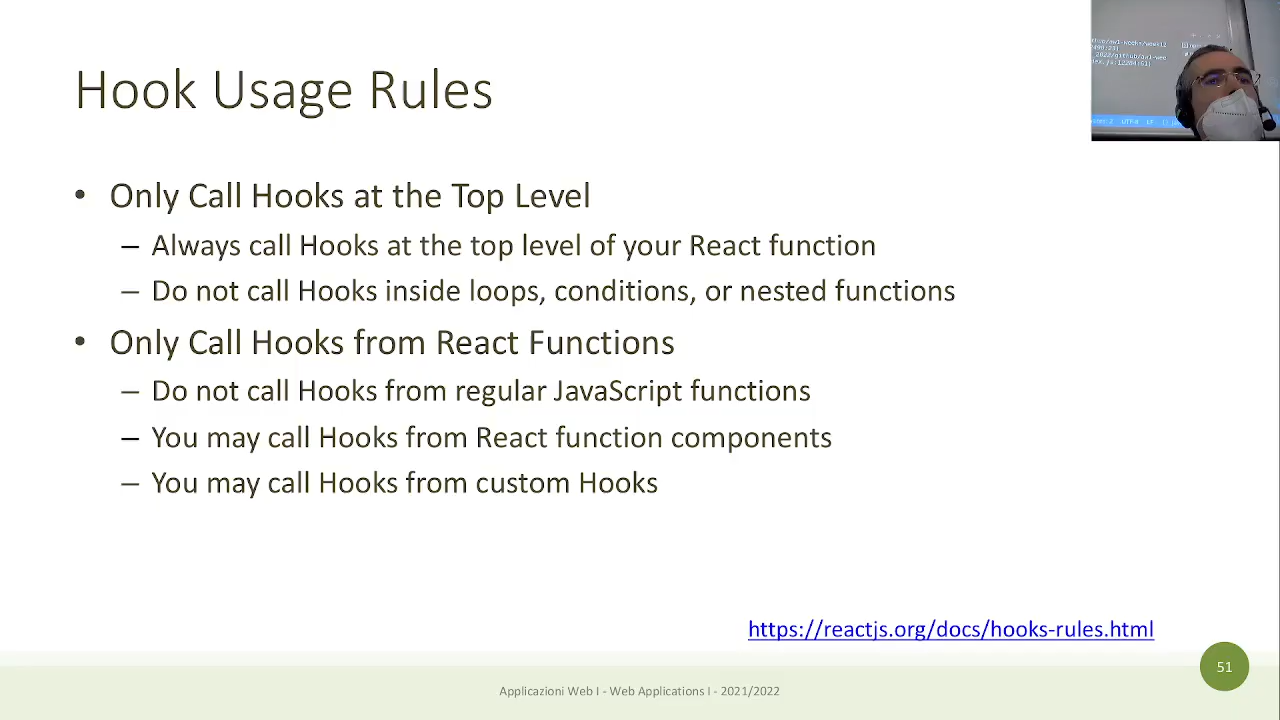 Hook Usage Rules
• Only Call Hooks at the Top Level
– Always call Hooks at the top level of your React function
– Do not call Hooks inside loops, conditions, or nested functions
• Only Call Hooks from React Functions
– Do not call Hooks from regular JavaScript functions
– You may call Hooks from React function components
– You may call Hooks from custom Hooks
https://reactjs.org/docs/hooks-rules.html
51
Applicazioni Web I - Web Applications I - 2021/2022